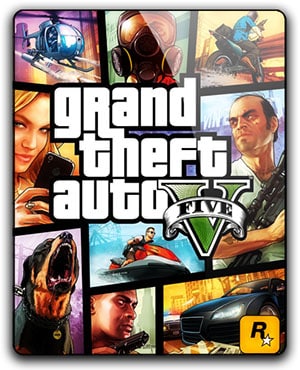 grand
theft
auto
V
FIVE
R★